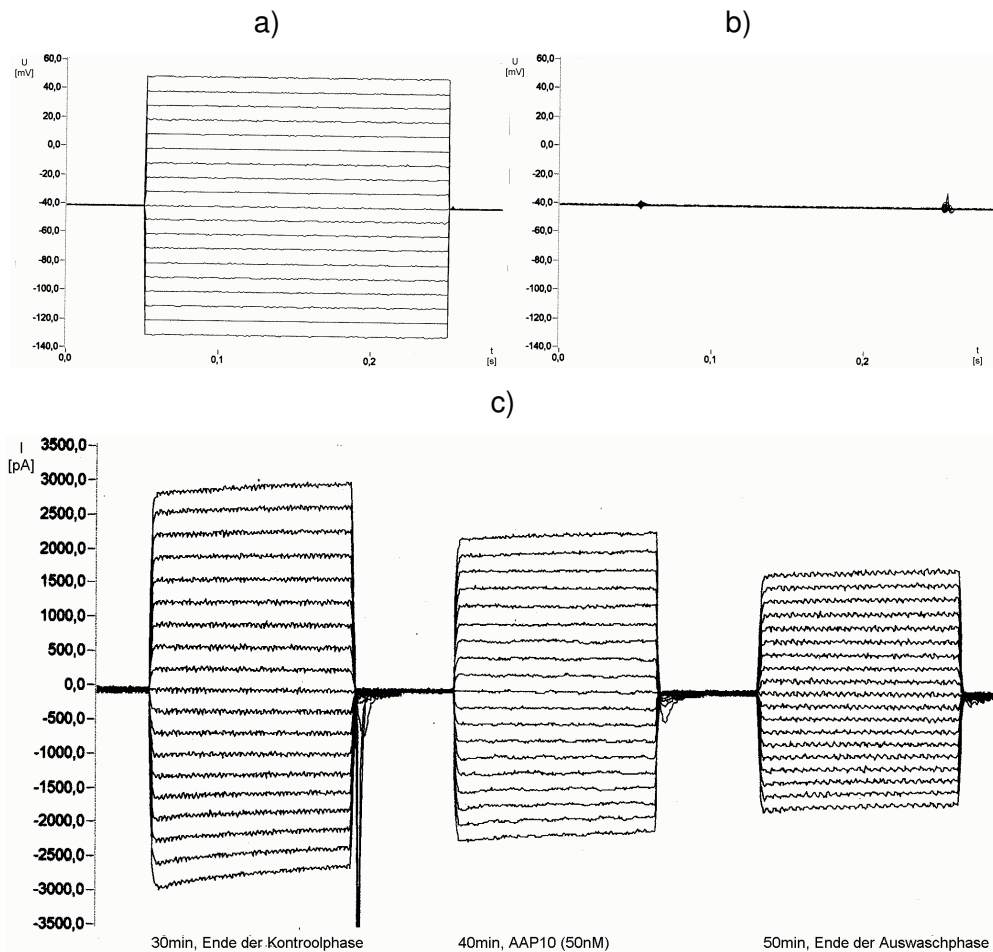 a)
b)
U
[mV]
60,0
40,0
20,0
0,0
-20,0
-40,0
-60,0
-80,0
-100,0
-120,0
-140,0
0,0
0,1
0,2
t
[s]
U
[mV]
60,0
40,0
20,0
0,0
-20,0
-40,0
-60,0
-80,0
-100,0
-120,0
-140,0
0,0
0,1
0,2
t
[s]
c)
I
[pA]
3500,0
3000,0
2500,0
2000,0
1500,0
1000,0
500,0
0,0
-500,0
-1000,0
-1500,0
-2000,0
-2500,0
-3000,0
-3500,0
30min, Ende der Kontroolphase
40min, AAP10 (50nM)
50min, Ende der Auswaschphase